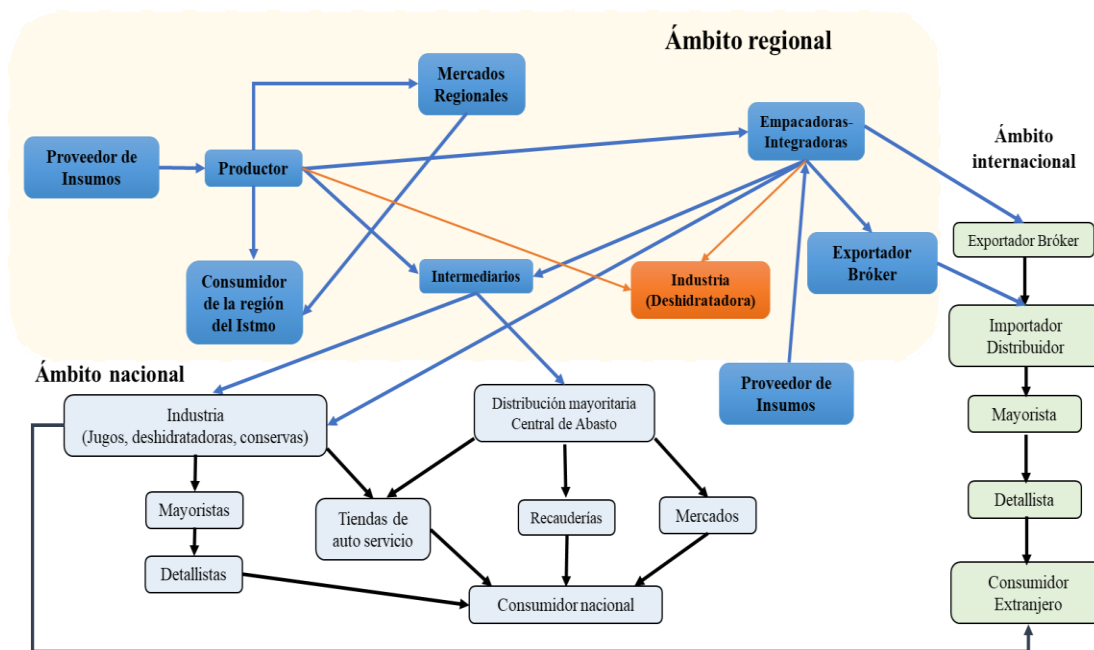 Ámbito regional
Mercados
Regionales
Empacadoras-
Integradoras
Ámbito
internacional
Proveedor de
Insumos
Productor
Exportador Bróker
Consumidor
de la región
del Istmo
Intermediarios
Industria
(Deshidratadora)
Exportador
Bróker
Importador
Distribuidor
Ámbito nacional
Proveedor de
Insumos
Industria
(Jugos, deshidratadoras, conservas)
Distribución mayoritaria
Central de Abasto
Mayorista
Mayoristas
Tiendas de
auto servicio
Recauderías
Mercados
Detallista
Detallistas
Consumidor nacional
Consumidor
Extranjero